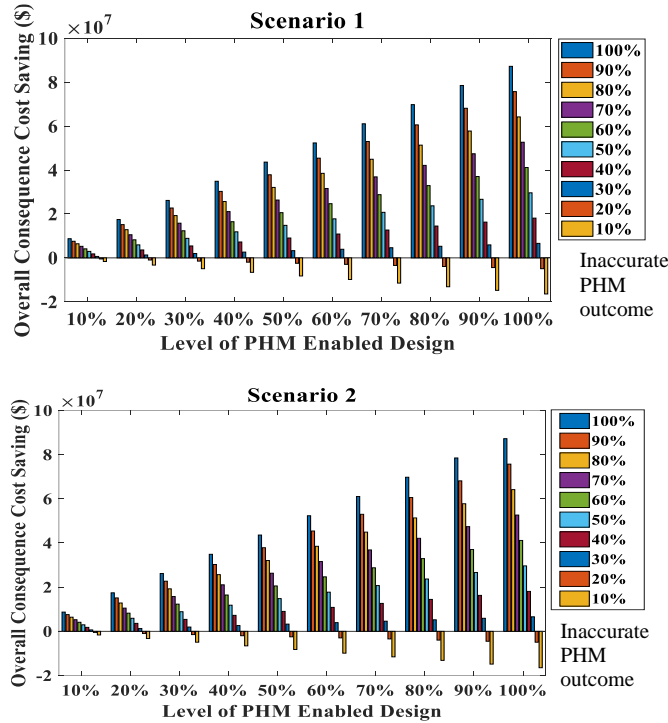 Scenario 1
×10^7
Overall Consequence Cost Saving ($)
10
8
6
4
2
0
-2
10% 20% 30% 40% 50% 60% 70% 80% 90% 100%
Level of PHM Enabled Design
100%
90%
80%
70%
60%
50%
40%
30%
20%
10%
Inaccurate
PHM
outcome
Scenario 2
×10^7
Overall Consequence Cost Saving ($)
10
8
6
4
2
0
-2
10% 20% 30% 40% 50% 60% 70% 80% 90% 100%
Level of PHM Enabled Design
100%
90%
80%
70%
60%
50%
40%
30%
20%
10%
Inaccurate
PHM
outcome